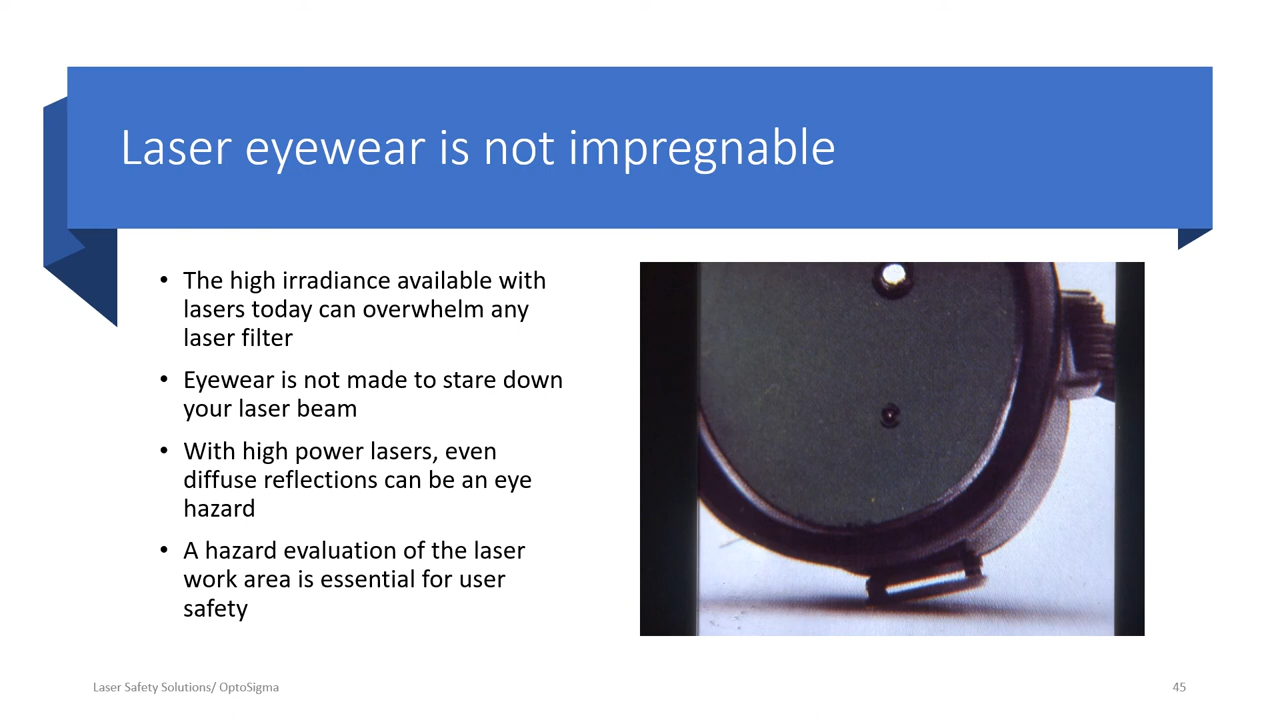 Laser eyewear is not impregnable
• The high irradiance available with
lasers today can overwhelm any
laser filter
• Eyewear is not made to stare down
your laser beam
• With high power lasers, even
diffuse reflections can be an eye
hazard
• A hazard evaluation of the laser
work area is essential for user
safety
Laser Safety Solutions/ OptoSigma
45